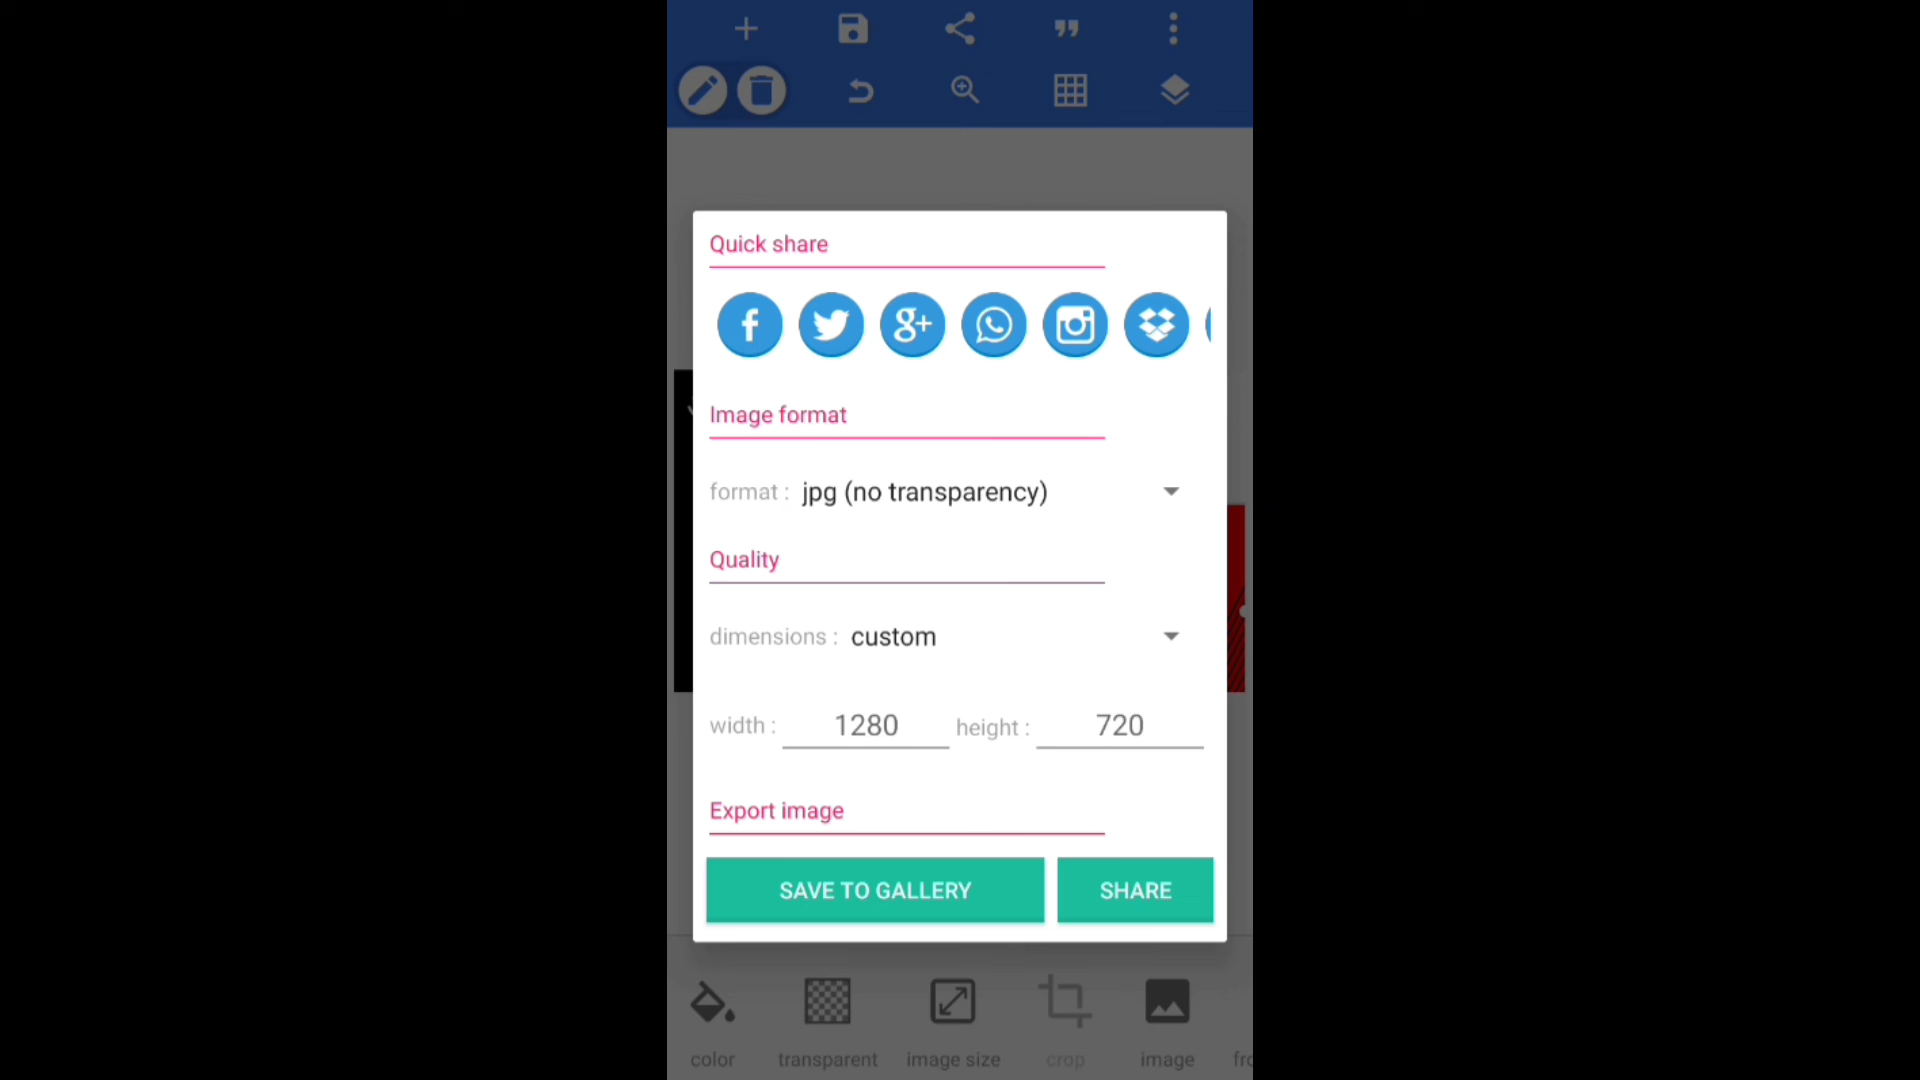 Quick share
Image format
format : jpg (no transparency)
Quality
dimensions : custom
width : 1280 height : 720
Export image
SAVE TO GALLERY SHARE
color transparent image size crop image